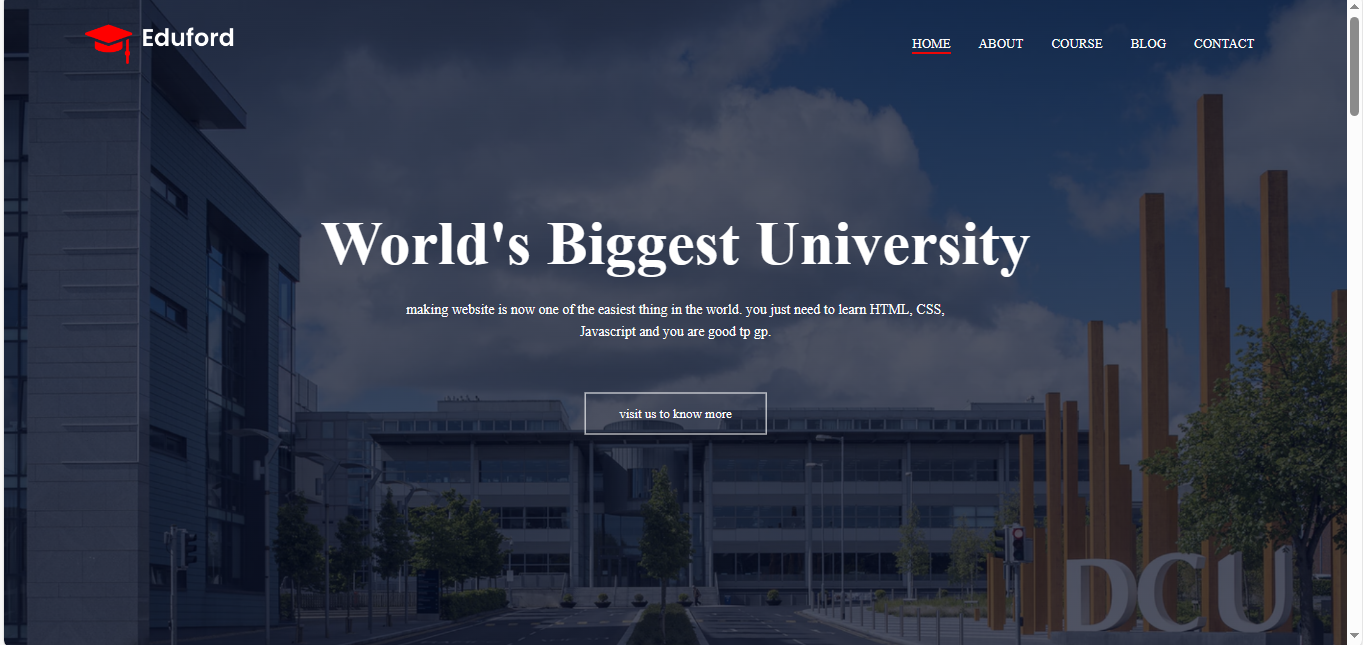 Eduford
HOME ABOUT COURSE BLOG CONTACT
World's Biggest University
making website is now one of the easiest thing in the world. you just need to learn HTML, CSS,
Javascript and you are good tp gp.
visit us to know more
DCU